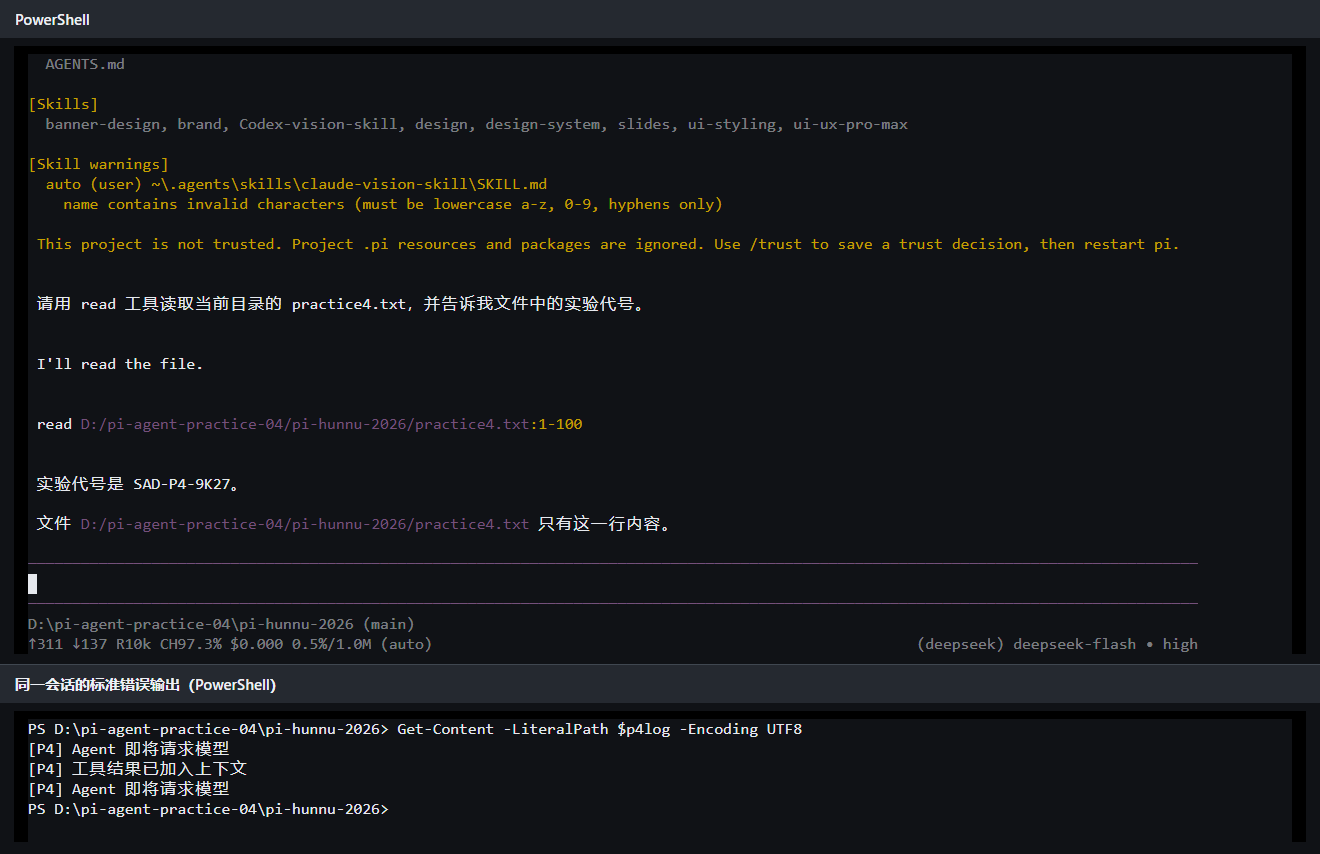 PowerShell
AGENTS.md
[Skills]
banner-design, brand, Codex-vision-skill, design, design-system, slides, ui-styling, ui-ux-pro-max
[Skill warnings]
auto (user) ~\.agents\skills\claude-vision-skill\SKILL.md
name contains invalid characters (must be lowercase a-z, 0-9, hyphens only)
This project is not trusted. Project .pi resources and packages are ignored. Use /trust to save a trust decision, then restart pi.
请用 read 工具读取当前目录的 practice4.txt，并告诉我文件中的实验代号。
I'll read the file.
read D:/pi-agent-practice-04/pi-hunnu-2026/practice4.txt:1-100
实验代号是 SAD-P4-9K27。
文件 D:/pi-agent-practice-04/pi-hunnu-2026/practice4.txt 只有这一行内容。
D:\pi-agent-practice-04\pi-hunnu-2026 (main)
↑311 ↓137 R10k CH97.3% $0.000 0.5%/1.0M (auto) (deepseek) deepseek-flash • high
同一会话的标准错误输出 (PowerShell)
PS D:\pi-agent-practice-04\pi-hunnu-2026> Get-Content -LiteralPath $p4log -Encoding UTF8
[P4] Agent 即将请求模型
[P4] 工具结果已加入上下文
[P4] Agent 即将请求模型
PS D:\pi-agent-practice-04\pi-hunnu-2026>